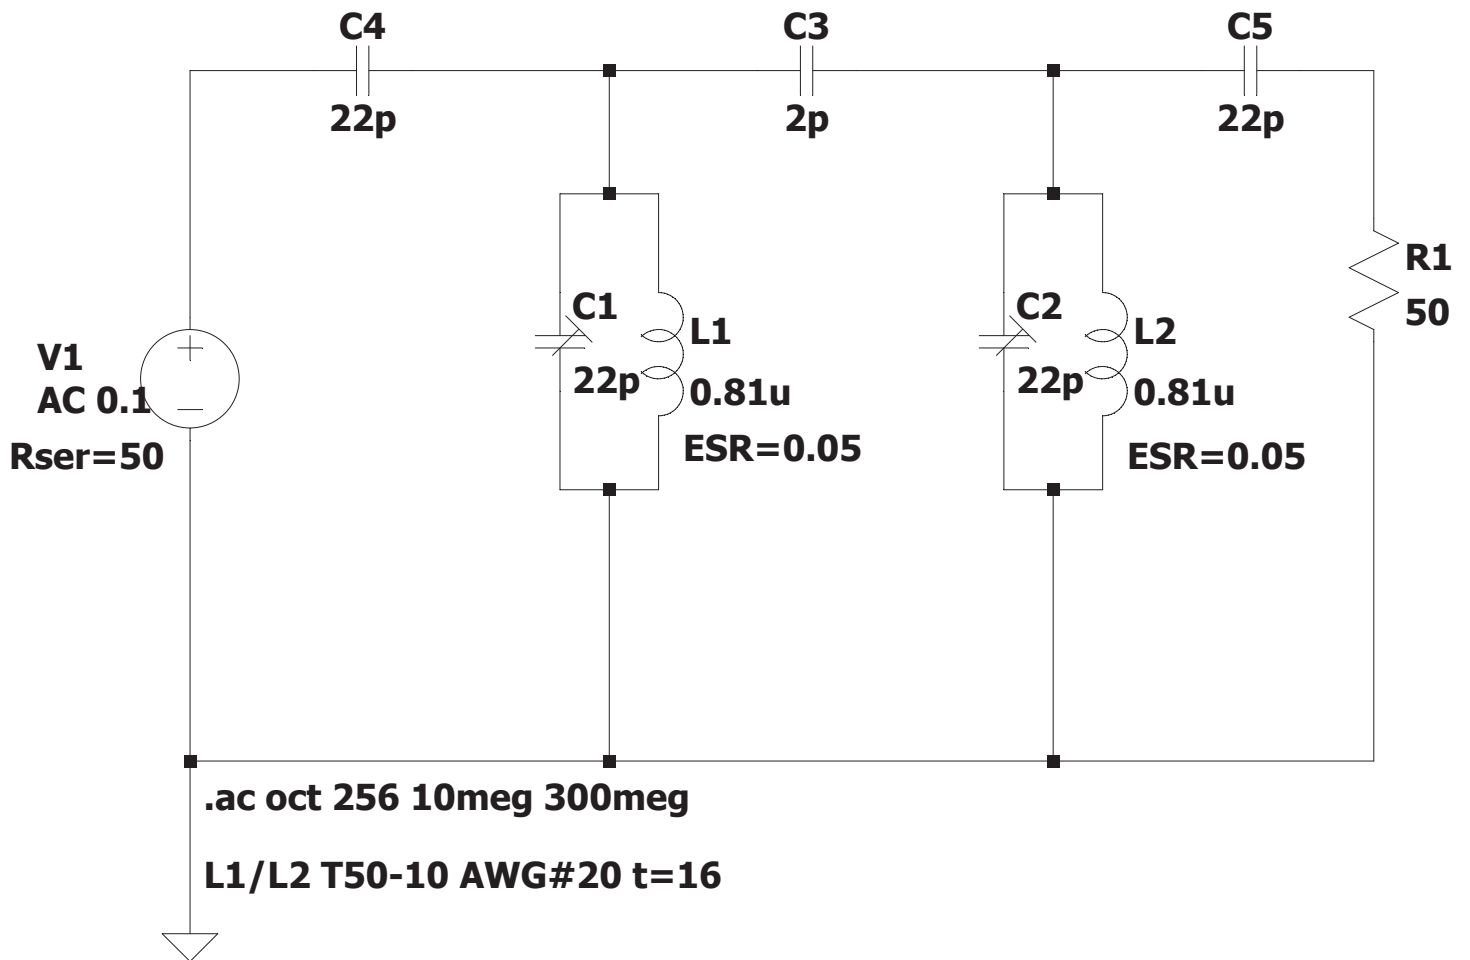 C4
C3
C5
22p
2p
22p
R1
50
C1
L1
22p
0.81u
ESR=0.05
C2
L2
22p
0.81u
ESR=0.05
V1
AC 0.1
Rser=50
.ac oct 256 10meg 300meg
L1/L2 T50-10 AWG#20 t=16